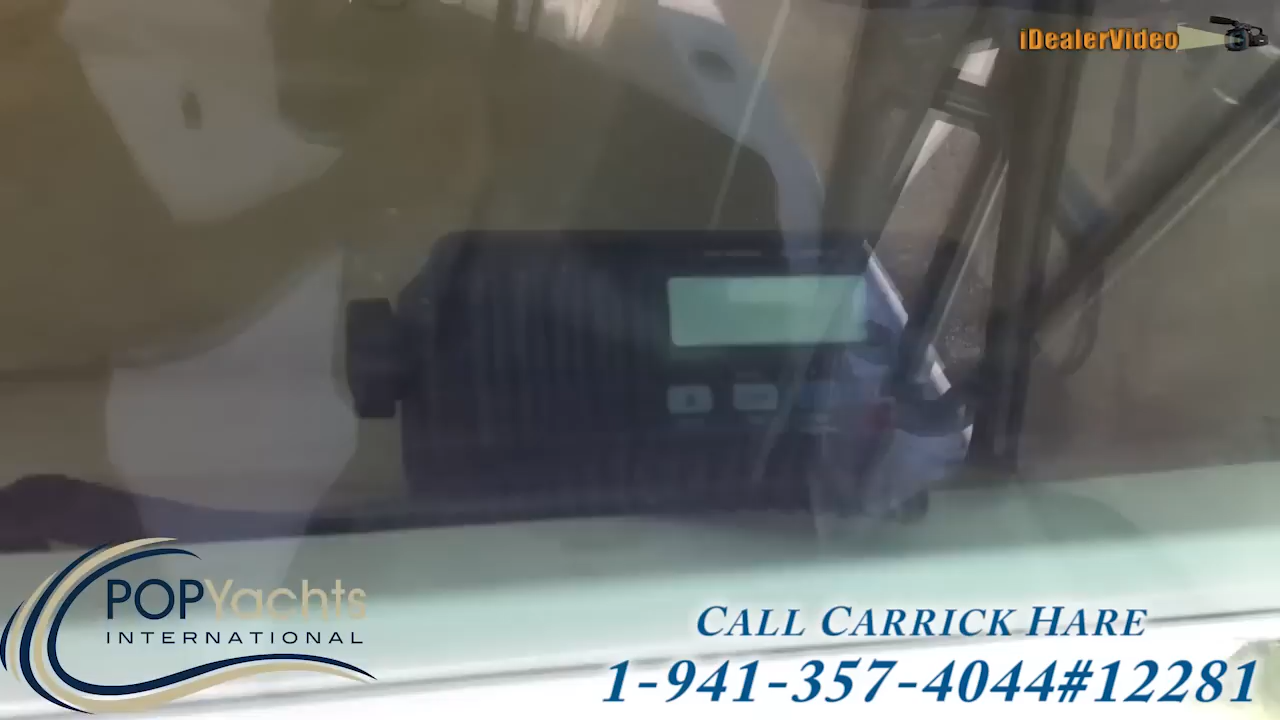 iDealerVideo
POPYachts
INTERNATIONAL
CALL CARRICK HARE
1-941-357-4044#12281